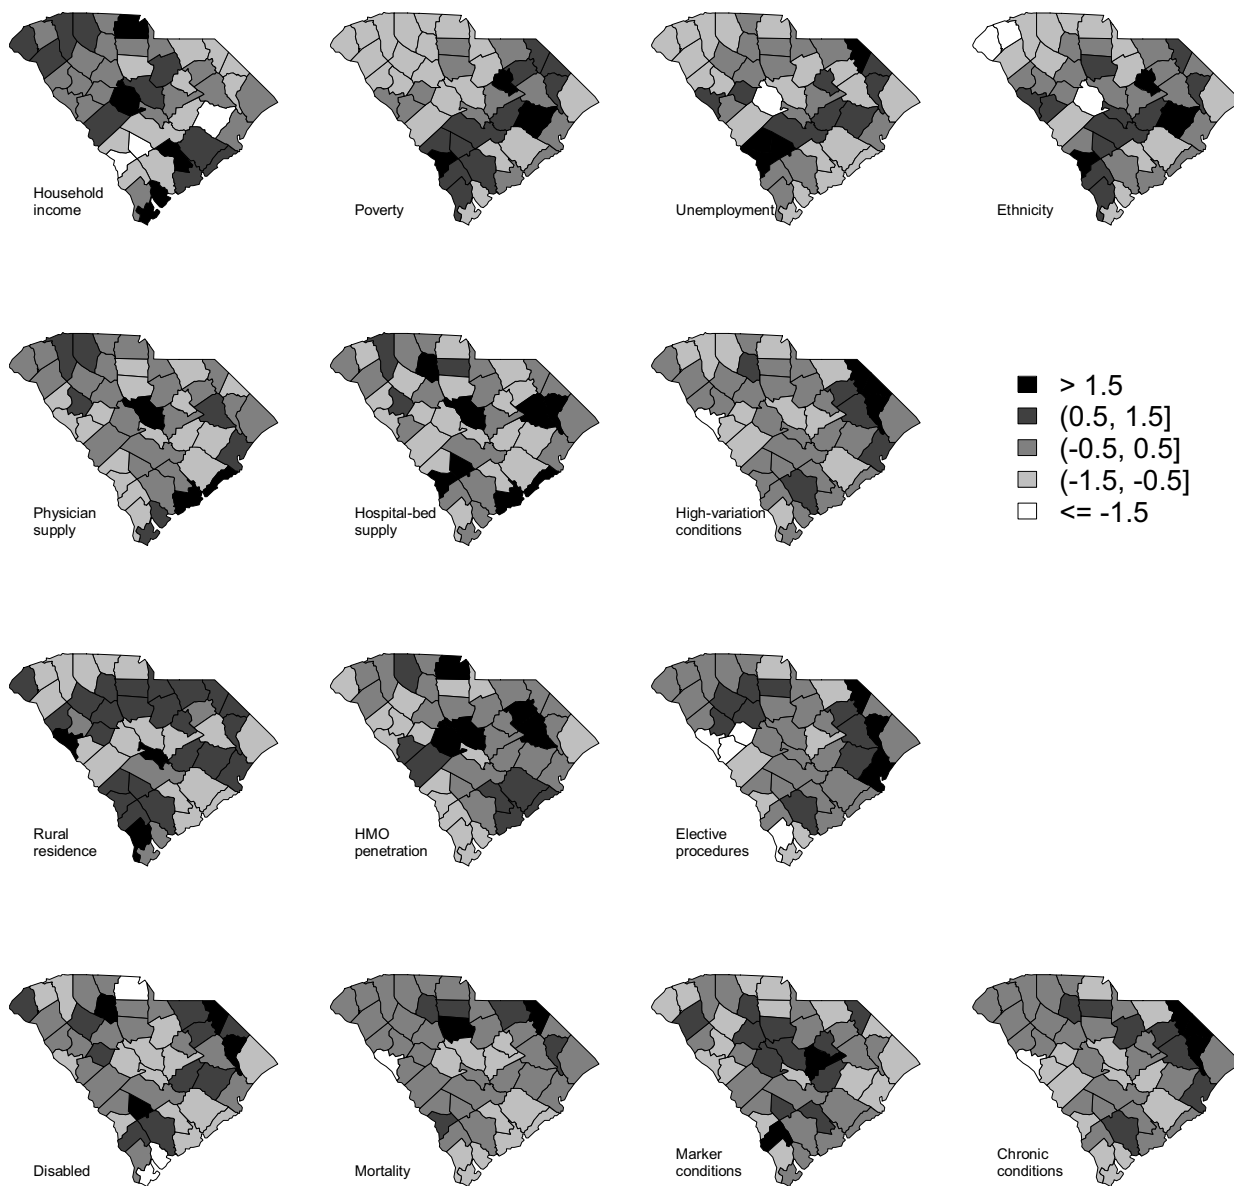 Household
income
Poverty
Unemployment
Ethnicity
Physician
supply
Hospital-bed
supply
High-variation
conditions
> 1.5
(0.5, 1.5]
(-0.5, 0.5]
(-1.5, -0.5]
<= -1.5
Rural
residence
HMO
penetration
Elective
procedures
Disabled
Mortality
Marker
conditions
Chronic
conditions